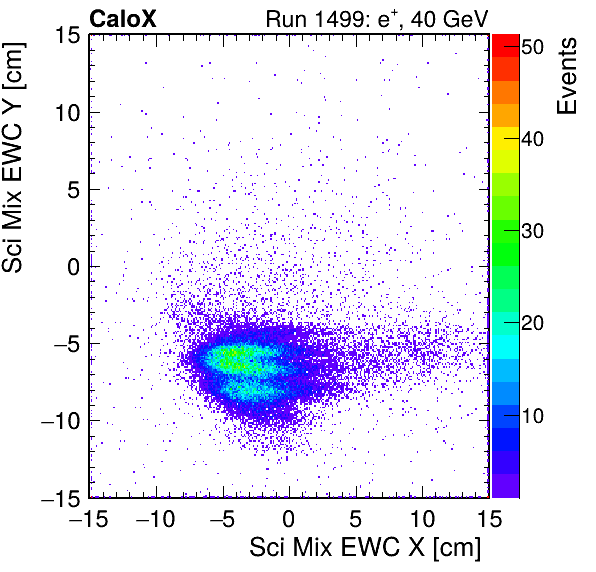 CaloX Run 1499: e+, 40 GeV
Sci Mix EWC Y [cm]
15
10
5
0
−5
−10
−15
−15 −10 −5 0 5 10 15
Sci Mix EWC X [cm]
50
40
30
20
10
Events